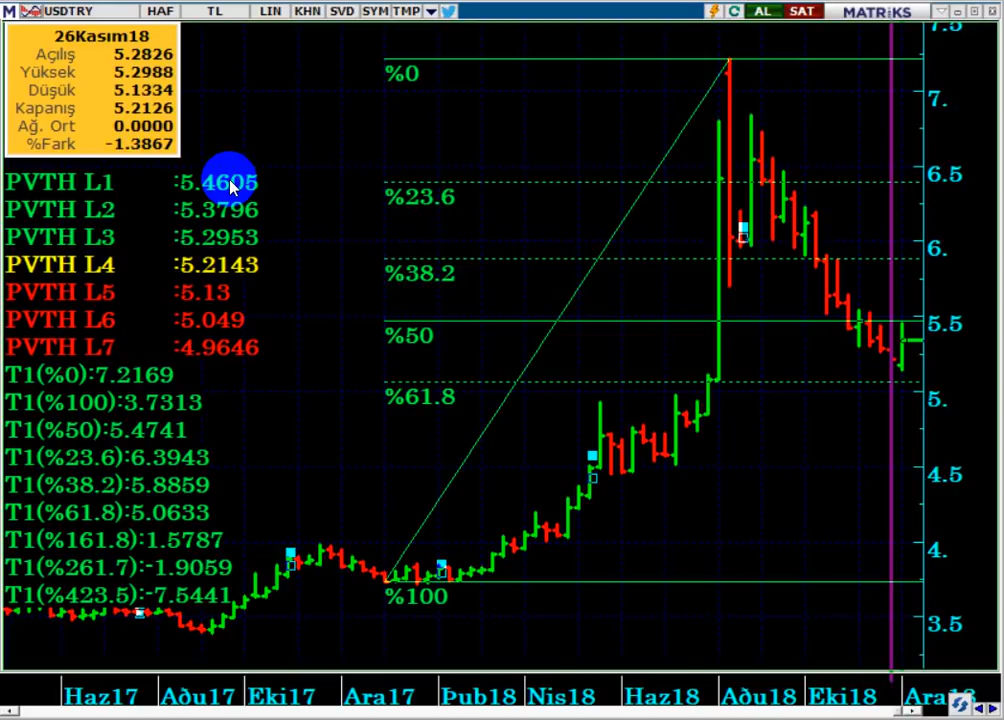 M USDTRY HAF TL LIN KHN SVD SYM TMP C AL SAT MATRiKS
26Kasım18
Açılış 5.2826
Yüksek 5.2988
Düşük 5.1334
Kapanış 5.2126
Ağ. Ort 0.0000
%Fark -1.3867
PVTH L1 :5.4605
PVTH L2 :5.3796
PVTH L3 :5.2953
PVTH L4 :5.2143
PVTH L5 :5.13
PVTH L6 :5.049
PVTH L7 :4.9646
T1(%0):7.2169
T1(%100):3.7313
T1(%50):5.4741
T1(%23.6):6.3943
T1(%38.2):5.8859
T1(%61.8):5.0633
T1(%161.8):1.5787
T1(%261.7):-1.9059
T1(%423.5):-7.5441
%0
%23.6
%38.2
%50
%61.8
%100
7.5
7.
6.5
6.
5.5
5.
4.5
4.
3.5
Haz17 Aðu17 Eki17 Ara17 Þub18 Nis18 Haz18 Aðu18 Eki18